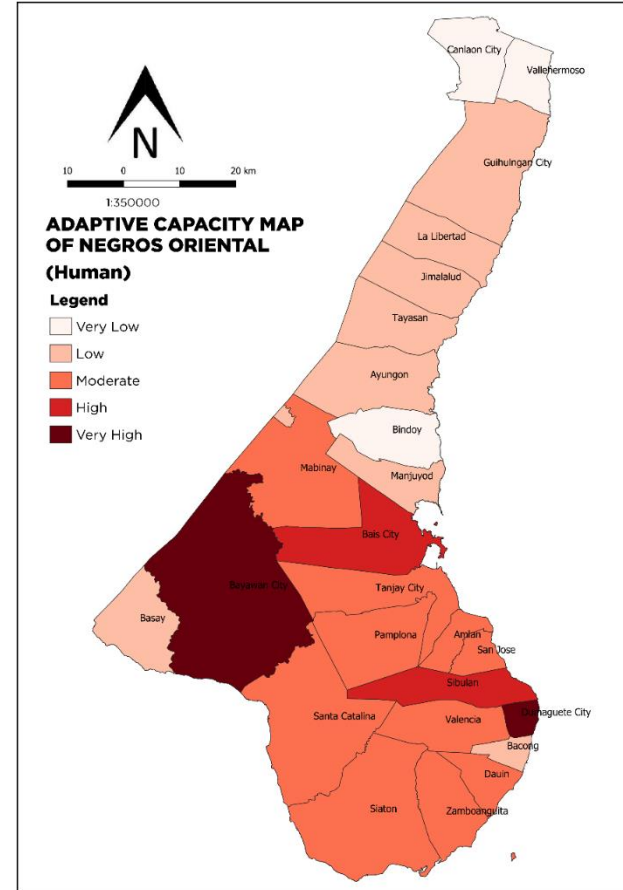 Canlaon City
Vallehermoso
N
10 0 10 20 km
1:350000
Guihulngan City
ADAPTIVE CAPACITY MAP
OF NEGROS ORIENTAL
(Human)
Legend
Very Low
Low
Moderate
High
Very High
La Libertad
Jimalalud
Tayasan
Ayungon
Bindoy
Mabinay
Manjuyod
Bais City
Bayawan City
Tanjay City
Basay
Pamplona
Amlan
San Jose
Sibulan
Santa Catalina
Valencia
Dumaguete City
Bacong
Dauin
Siaton
Zamboanguita